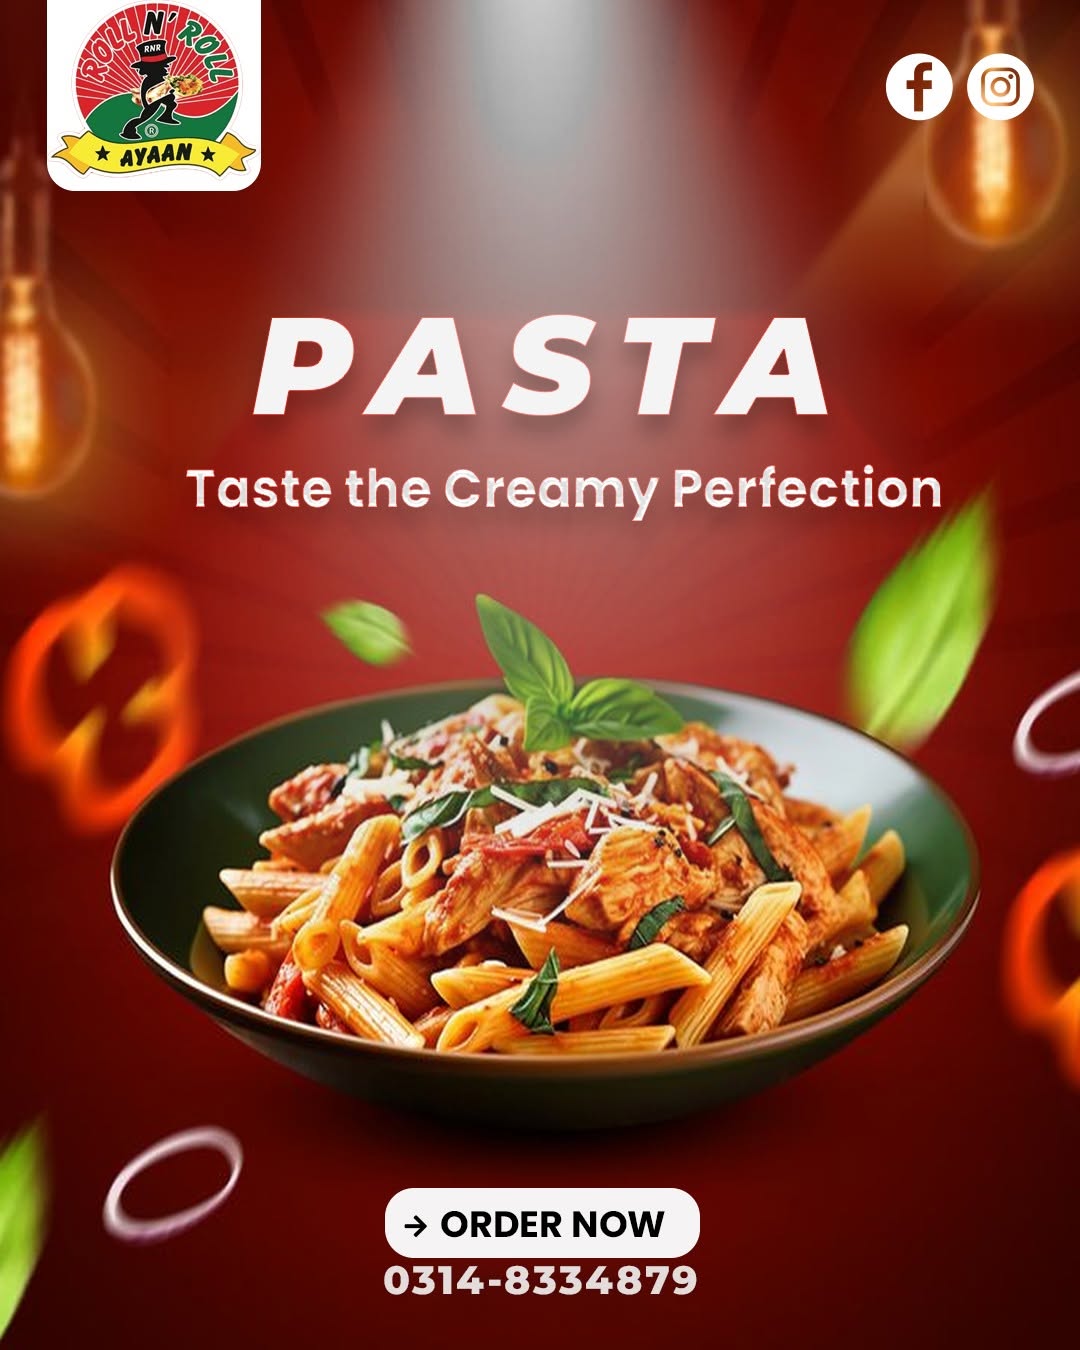 ROLL N' ROLL
RNR
®
★ AYAAN ★
PASTA
Taste the Creamy Perfection
→ ORDER NOW
0314-8334879